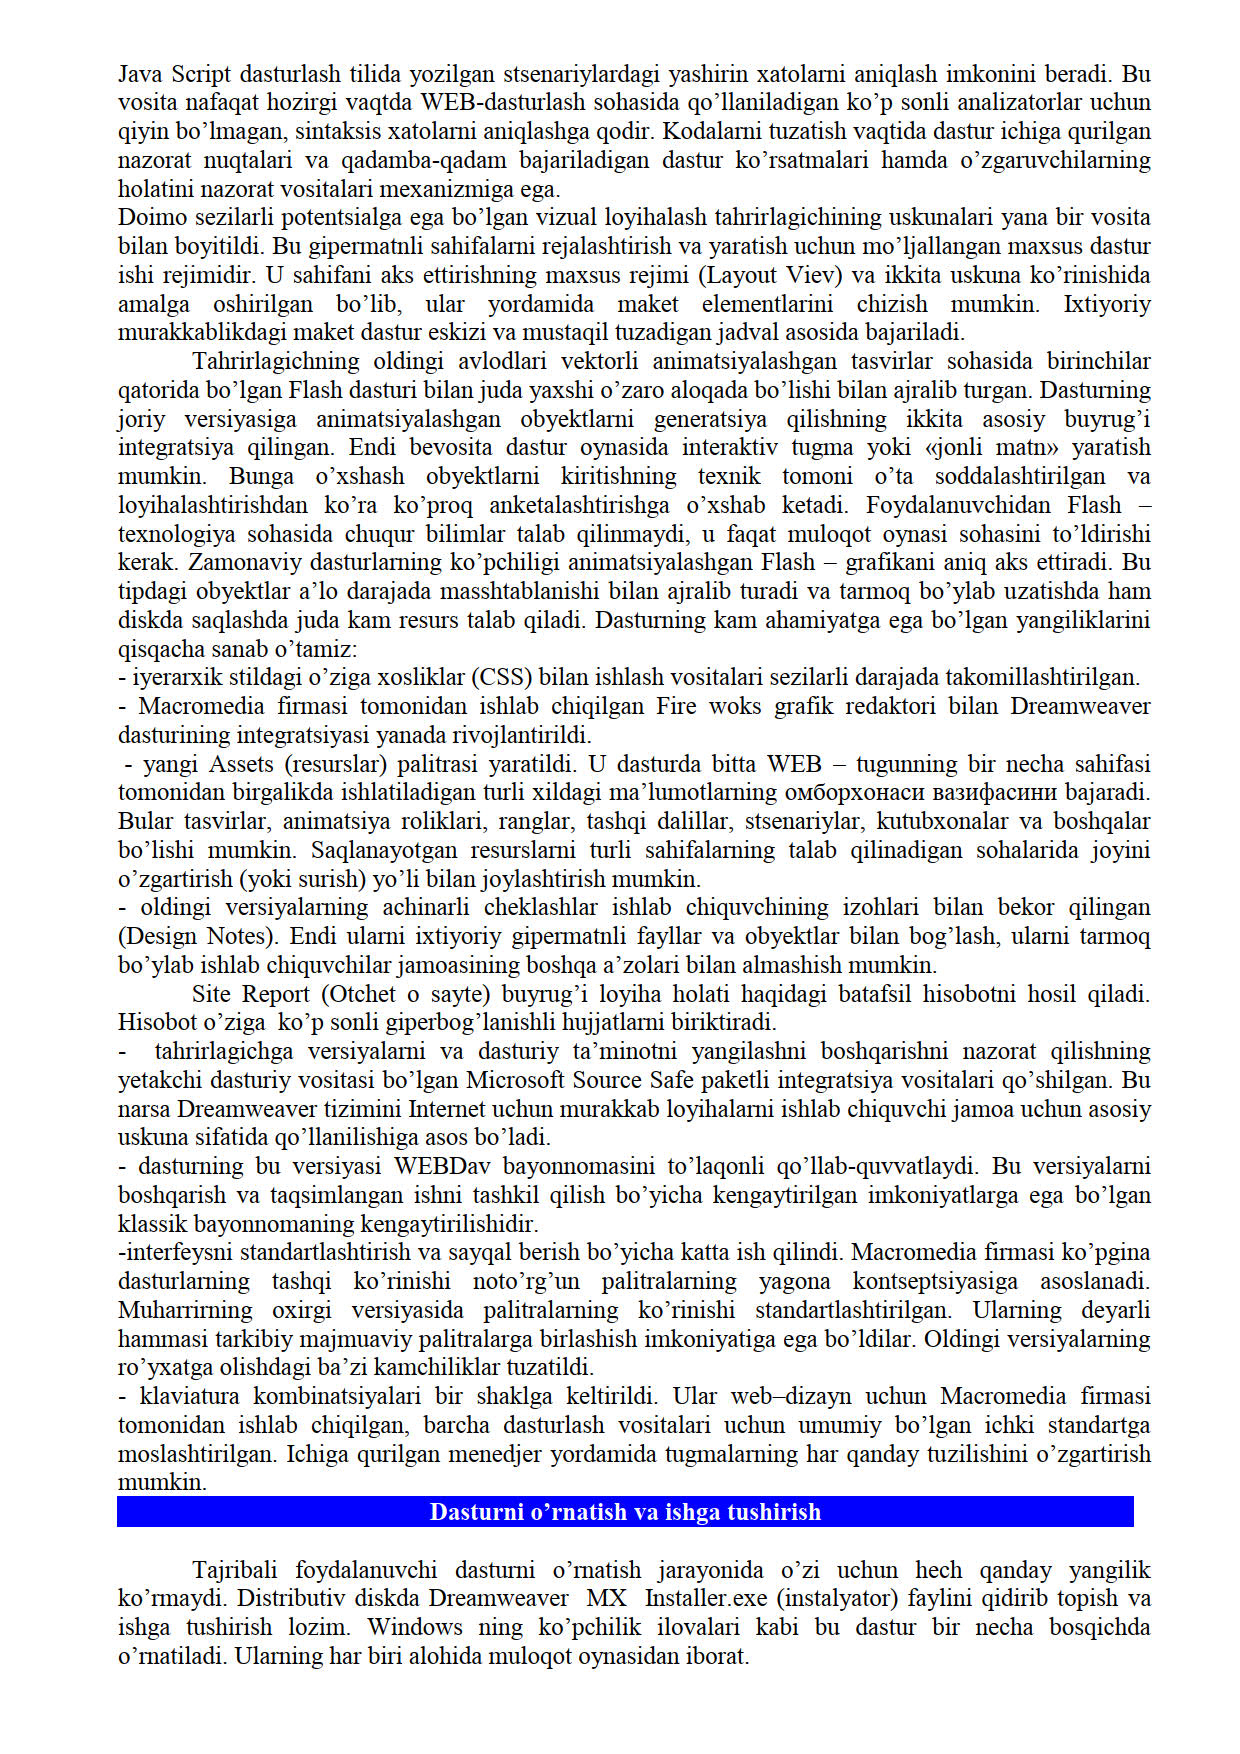 Java Script dasturlash tilida yozilgan stsenariylardagi yashirin xatolarni aniqlash imkonini beradi. Bu
vosita nafaqat hozirgi vaqtda WEB-dasturlash sohasida qo’llaniladigan ko’p sonli analizatorlar uchun
qiyin bo’lmagan, sintaksis xatolarni aniqlashga qodir. Kodalarni tuzatish vaqtida dastur ichiga qurilgan
nazorat nuqtalari va qadamba-qadam bajariladigan dastur ko’rsatmalari hamda o’zgaruvchilarning
holatini nazorat vositalari mexanizmiga ega.
Doimo sezilarli potentsialga ega bo’lgan vizual loyihalash tahrirlagichining uskunalari yana bir vosita
bilan boyitildi. Bu gipermatnli sahifalarni rejalashtirish va yaratish uchun mo’ljallangan maxsus dastur
ishi rejimidir. U sahifani aks ettirishning maxsus rejimi (Layout Viev) va ikkita uskuna ko’rinishida
amalga oshirilgan bo’lib, ular yordamida maket elementlarini chizish mumkin. Ixtiyoriy
murakkablikdagi maket dastur eskizi va mustaqil tuzadigan jadval asosida bajariladi.
Tahrirlagichning oldingi avlodlari vektorli animatsiyalashgan tasvirlar sohasida birinchilar
qatorida bo’lgan Flash dasturi bilan juda yaxshi o’zaro aloqada bo’lishi bilan ajralib turgan. Dasturning
joriy versiyasiga animatsiyalashgan obyektlarni generatsiya qilishning ikkita asosiy buyrug’i
integratsiya qilingan. Endi bevosita dastur oynasida interaktiv tugma yoki «jonli matn» yaratish
mumkin. Bunga o’xshash obyektlarni kiritishning texnik tomoni o’ta soddalashtirilgan va
loyihalashtirishdan ko’ra ko’proq anketalashtirishga o’xshab ketadi. Foydalanuvchidan Flash –
texnologiya sohasida chuqur bilimlar talab qilinmaydi, u faqat muloqot oynasi sohasini to’ldirishi
kerak. Zamonaviy dasturlarning ko’pchiligi animatsiyalashgan Flash – grafikani aniq aks ettiradi. Bu
tipdagi obyektlar a’lo darajada masshtablanishi bilan ajralib turadi va tarmoq bo’ylab uzatishda ham
diskda saqlashda juda kam resurs talab qiladi. Dasturning kam ahamiyatga ega bo’lgan yangiliklarini
qisqacha sanab o’tamiz:
- iyerarxik stildagi o’ziga xosliklar (CSS) bilan ishlash vositalari sezilarli darajada takomillashtirilgan.
- Macromedia firmasi tomonidan ishlab chiqilgan Fire woks grafik redaktori bilan Dreamweaver
dasturining integratsiyasi yanada rivojlantirildi.
- yangi Assets (resurslar) palitrasi yaratildi. U dasturda bitta WEB – tugunning bir necha sahifasi
tomonidan birgalikda ishlatiladigan turli xildagi ma’lumotlarning омборхонаси вазифасини bajaradi.
Bular tasvirlar, animatsiya roliklari, ranglar, tashqi dalillar, stsenariylar, kutubxonalar va boshqalar
bo’lishi mumkin. Saqlanayotgan resurslarni turli sahifalarning talab qilinadigan sohalarida joyini
o’zgartirish (yoki surish) yo’li bilan joylashtirish mumkin.
- oldingi versiyalarning achinarli cheklashlar ishlab chiquvchining izohlari bilan bekor qilingan
(Design Notes). Endi ularni ixtiyoriy gipermatnli fayllar va obyektlar bilan bog’lash, ularni tarmoq
bo’ylab ishlab chiquvchilar jamoasining boshqa a’zolari bilan almashish mumkin.
Site Report (Otchet o sayte) buyrug’i loyiha holati haqidagi batafsil hisobotni hosil qiladi.
Hisobot o’ziga ko’p sonli giperbog’lanishli hujjatlarni biriktiradi.
- tahrirlagichga versiyalarni va dasturiy ta’minotni yangilashni boshqarishni nazorat qilishning
yetakchi dasturiy vositasi bo’lgan Microsoft Source Safe paketli integratsiya vositalari qo’shilgan. Bu
narsa Dreamweaver tizimini Internet uchun murakkab loyihalarni ishlab chiquvchi jamoa uchun asosiy
uskuna sifatida qo’llanilishiga asos bo’ladi.
- dasturning bu versiyasi WEBDav bayonnomasini to’laqonli qo’llab-quvvatlaydi. Bu versiyalarni
boshqarish va taqsimlangan ishni tashkil qilish bo’yicha kengaytirilgan imkoniyatlarga ega bo’lgan
klassik bayonnomaning kengaytirilishidir.
-interfeysni standartlashtirish va sayqal berish bo’yicha katta ish qilindi. Macromedia firmasi ko’pgina
dasturlarning tashqi ko’rinishi noto’rg’un palitralarning yagona kontseptsiyasiga asoslanadi.
Muharrirning oxirgi versiyasida palitralarning ko’rinishi standartlashtirilgan. Ularning deyarli
hammasi tarkibiy majmuaviy palitralarga birlashish imkoniyatiga ega bo’ldilar. Oldingi versiyalarning
ro’yxatga olishdagi ba’zi kamchiliklar tuzatildi.
- klaviatura kombinatsiyalari bir shaklga keltirildi. Ular web–dizayn uchun Macromedia firmasi
tomonidan ishlab chiqilgan, barcha dasturlash vositalari uchun umumiy bo’lgan ichki standartga
moslashtirilgan. Ichiga qurilgan menedjer yordamida tugmalarning har qanday tuzilishini o’zgartirish
mumkin.
Dasturni o’rnatish va ishga tushirish
Tajribali foydalanuvchi dasturni o’rnatish jarayonida o’zi uchun hech qanday yangilik
ko’rmaydi. Distributiv diskda Dreamweaver MX Installer.exe (instalyator) faylini qidirib topish va
ishga tushirish lozim. Windows ning ko’pchilik ilovalari kabi bu dastur bir necha bosqichda
o’rnatiladi. Ularning har biri alohida muloqot oynasidan iborat.